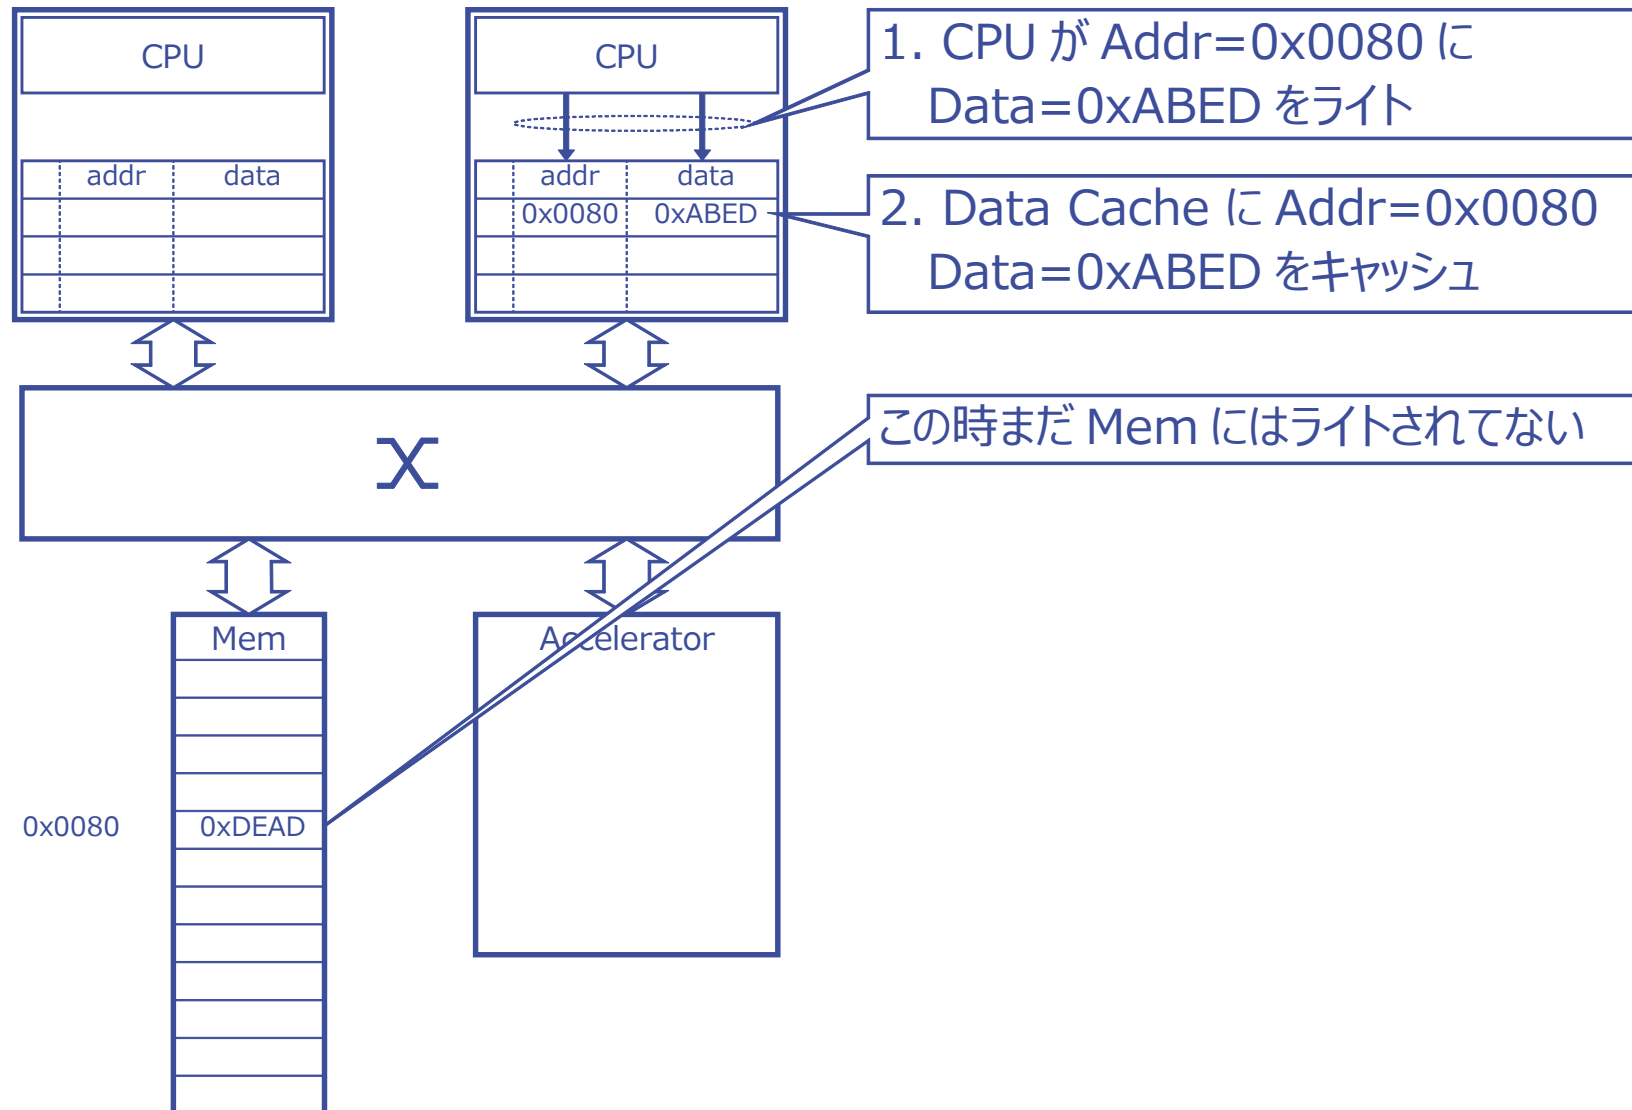 CPU
addr data
CPU
addr data
0x0080 0xABED
1. CPU が Addr=0x0080 に
Data=0xABED をライト
2. Data Cache に Addr=0x0080
Data=0xABED をキャッシュ
この時まだ Mem にはライトされてない
Mem
Accelerator
0x0080 0xDEAD